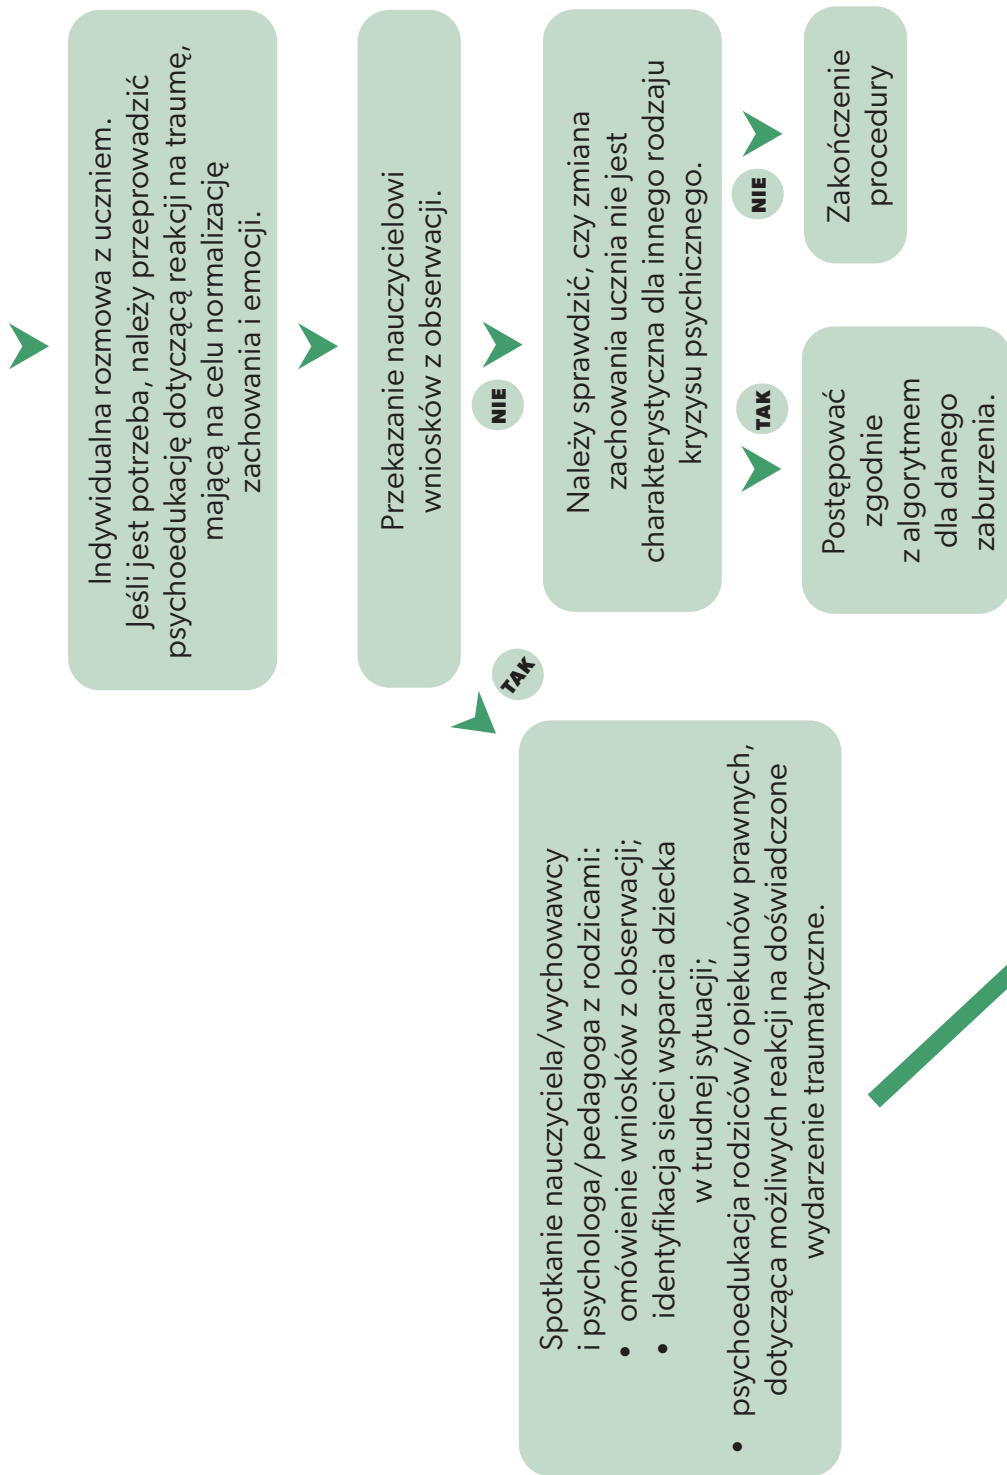 Indywidualna rozmowa z uczniem.
Jeśli jest potrzeba, należy przeprowadzić
psychoedukację dotyczącą reakcji na traumę,
mającą na celu normalizację
zachowania i emocji.
Przekazanie nauczycielowi
wniosków z obserwacji.
TAK
NIE
Spotkanie nauczyciela/wychowawcy
i psychologa/pedagoga z rodzicami:
• omówienie wniosków z obserwacji;
• identyfikacja sieci wsparcia dziecka
w trudnej sytuacji;
• psychoedukacja rodziców/opiekunów prawnych,
dotycząca możliwych reakcji na doświadczone
wydarzenie traumatyczne.
Należy sprawdzić, czy zmiana
zachowania ucznia nie jest
charakterystyczna dla innego rodzaju
kryzysu psychicznego.
TAK
NIE
Postępować
zgodnie
z algorytmem
dla danego
zaburzenia.
Zakończenie
procedury